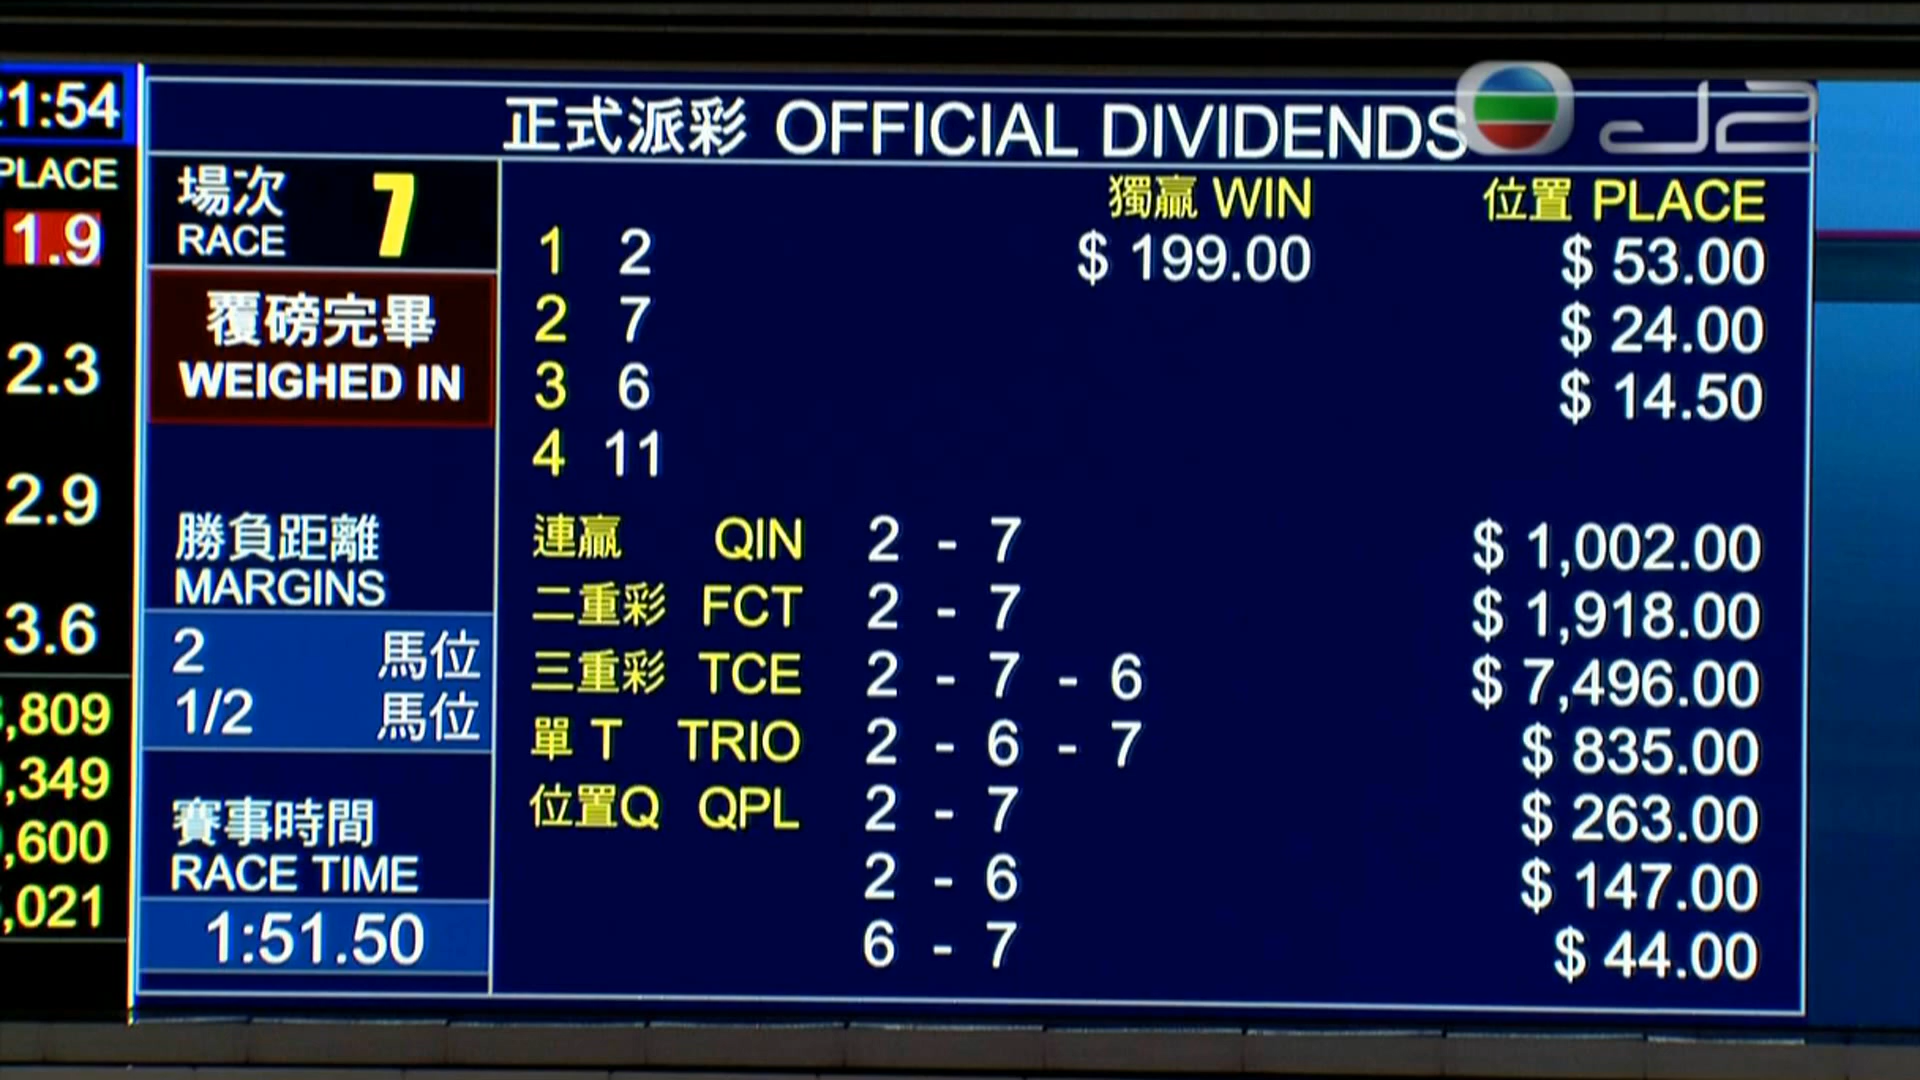 21:54
PLACE
1.9
2.3
2.9
3.6
,809
,349
,600
,021
正式派彩 OFFICIAL DIVIDENDS
J2
場次
RACE 7
覆磅完畢
WEIGHED IN
勝負距離
MARGINS
2 馬位
1/2 馬位
賽事時間
RACE TIME
1:51.50
獨贏 WIN 位置 PLACE
1 2 $ 199.00 $ 53.00
2 7 $ 24.00
3 6 $ 14.50
4 11
連贏 QIN 2 - 7 $ 1,002.00
二重彩 FCT 2 - 7 $ 1,918.00
三重彩 TCE 2 - 7 - 6 $ 7,496.00
單 T TRIO 2 - 6 - 7 $ 835.00
位置Q QPL 2 - 7 $ 263.00
2 - 6 $ 147.00
6 - 7 $ 44.00